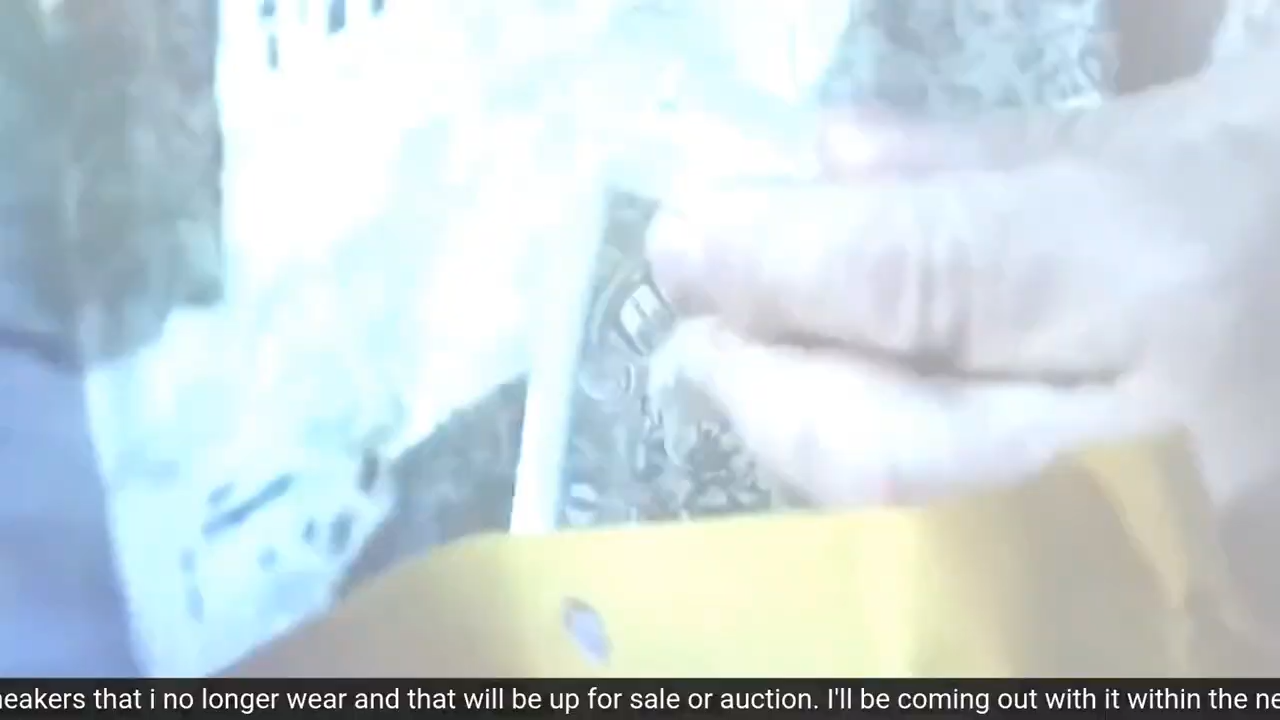 neakers that i no longer wear and that will be up for sale or auction. I'll be coming out with it within the ne